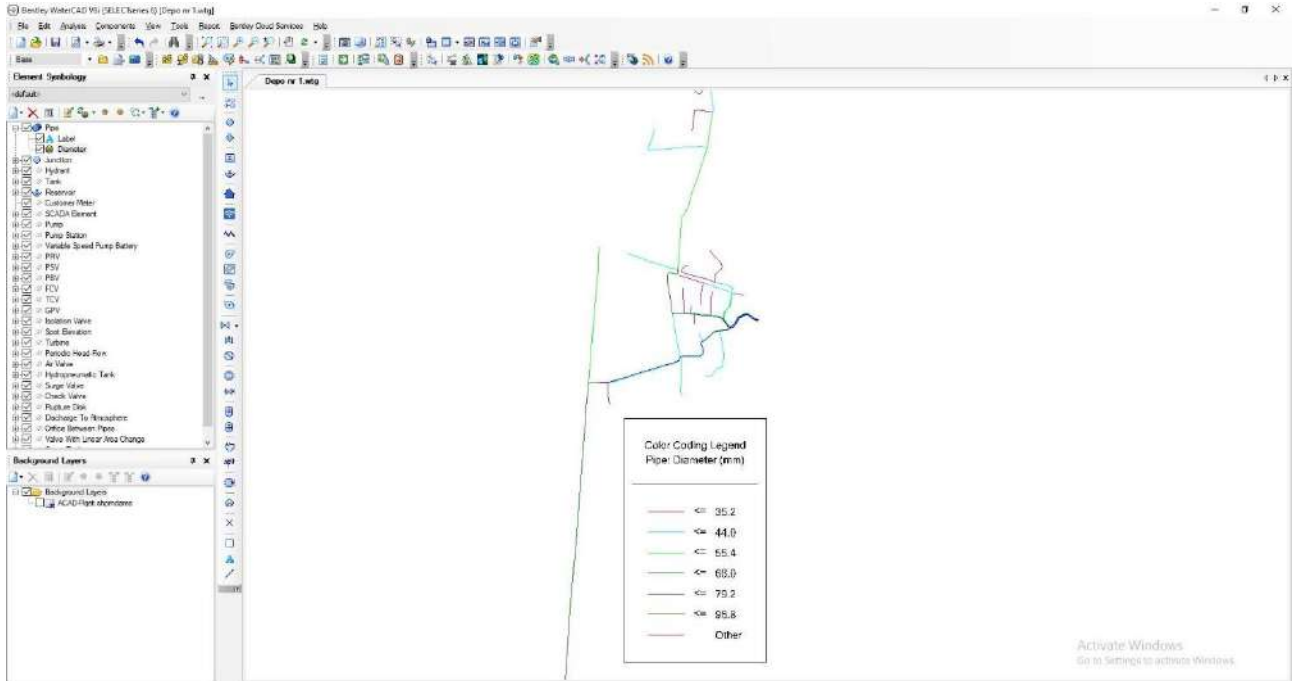 Bentley WaterCAD V8i (SELECTseries 6) [Depo nr 1.wtg]
File Edit Analysis Components View Tools Report Bentley Cloud Services Help
Base
Element Symbology
<default>
Pipe
Label
Diameter
Junction
Hydrant
Tank
Reservoir
Customer Meter
SCADA Element
Pump
Pump Station
Variable Speed Pump Battery
PRV
PSV
PBV
FCV
TCV
GPV
Isolation Valve
Spot Elevation
Turbine
Periodic Head-Flow
Air Valve
Hydropneumatic Tank
Surge Valve
Check Valve
Rupture Disk
Discharge To Atmosphere
Orifice Between Pipes
Valve With Linear Area Change
Background Layers
Background Layers
Depo nr 1.wtg
Color Coding Legend
Pipe: Diameter (mm)
<= 35.2
<= 44.0
<= 55.4
<= 66.0
<= 79.2
<= 96.8
Other
Activate Windows
Go to Settings to activate Windows.